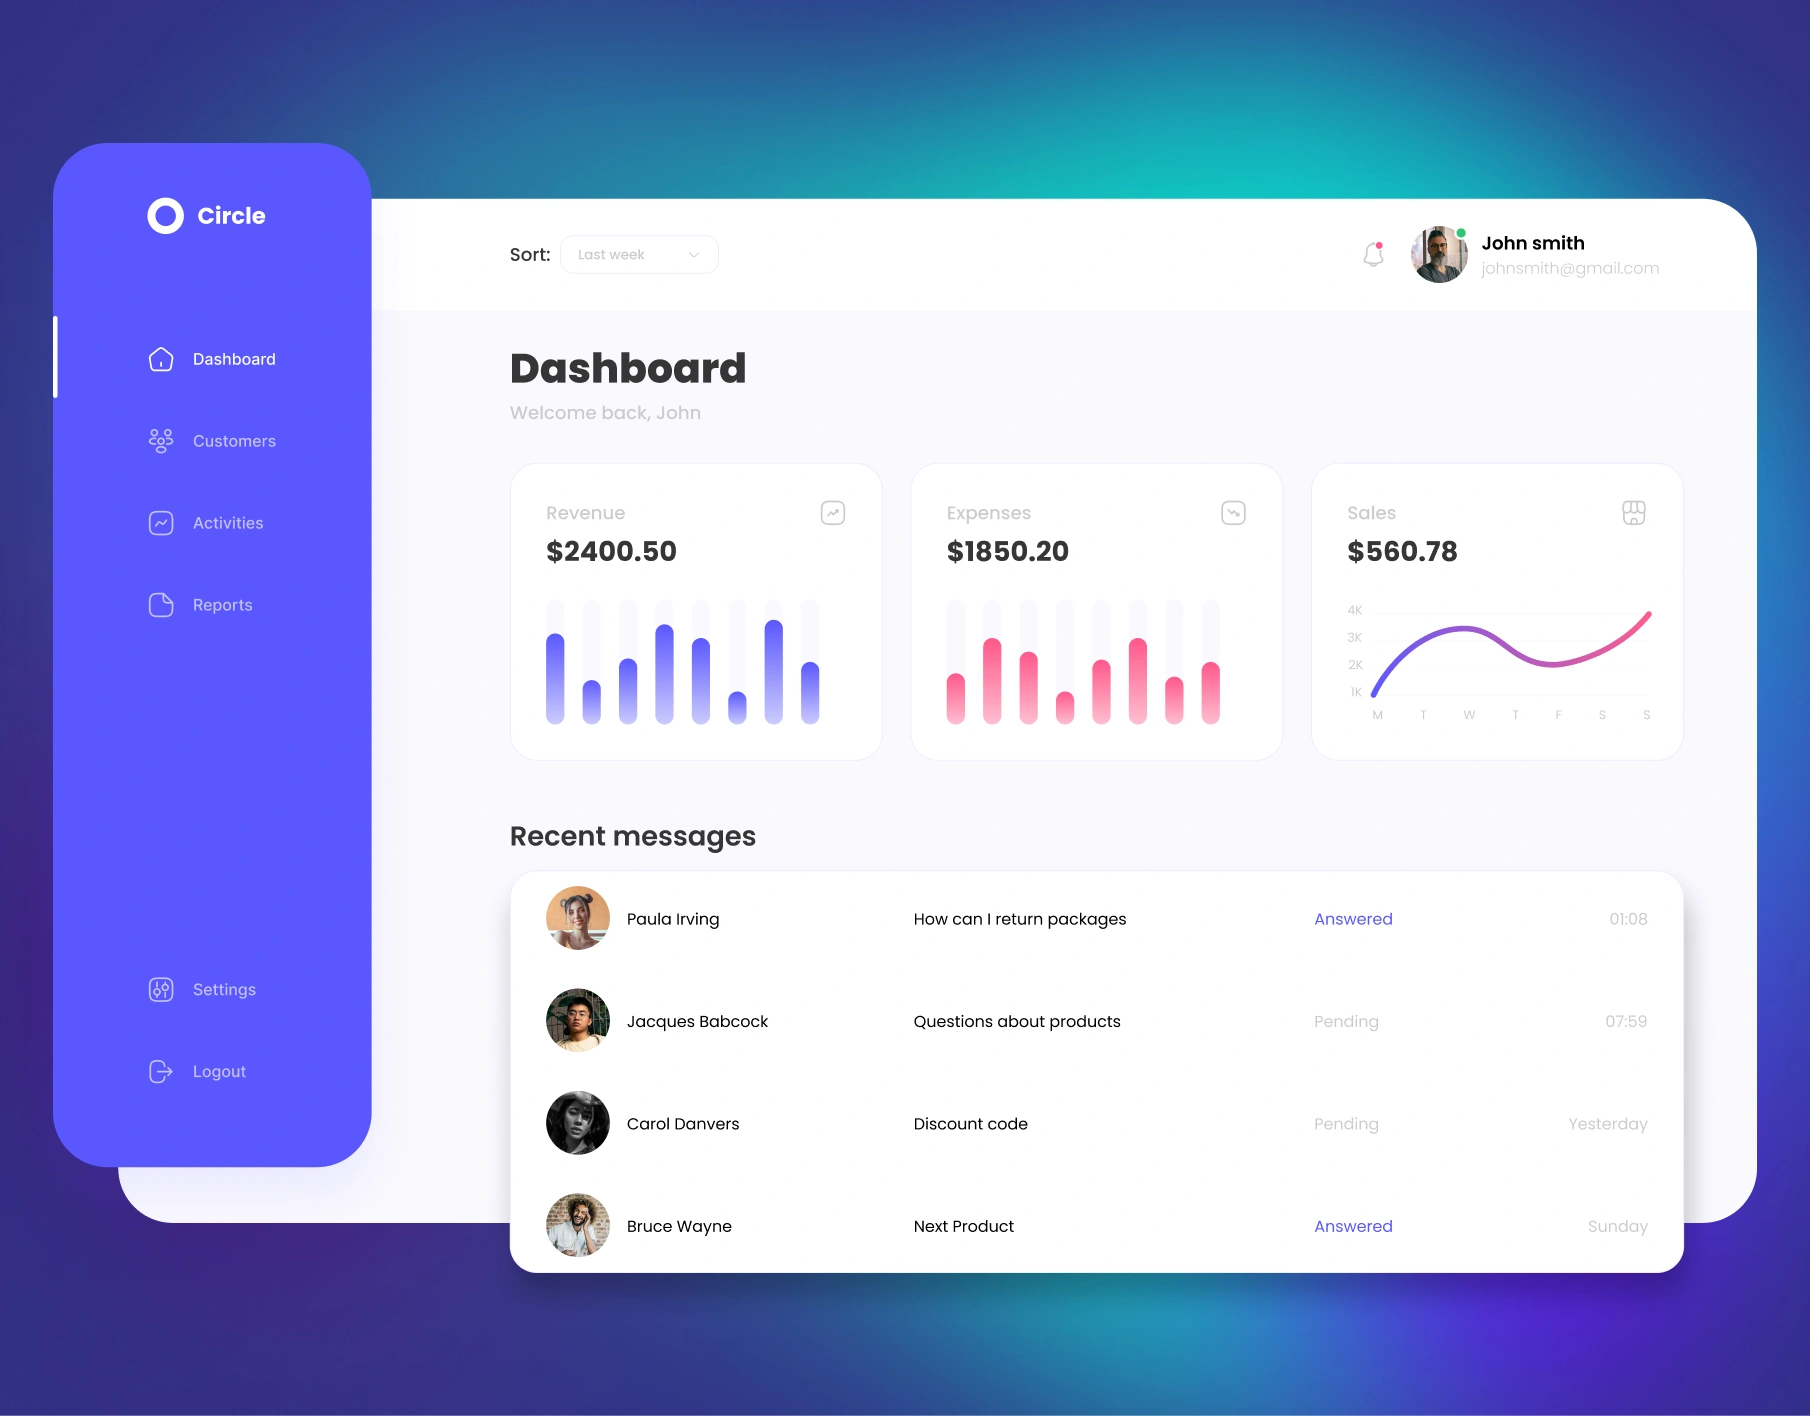 Circle
Dashboard
Customers
Activities
Reports
Settings
Logout
Sort: Last week
John smith
johnsmith@gmail.com
Dashboard
Welcome back, John
Revenue
$2400.50
Expenses
$1850.20
Sales
$560.78
4K
3K
2K
1K
M T W T F S S
Recent messages
Paula Irving How can I return packages Answered 01:08
Jacques Babcock Questions about products Pending 07:59
Carol Danvers Discount code Pending Yesterday
Bruce Wayne Next Product Answered Sunday